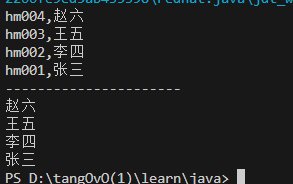 hm004,赵六
hm003,王五
hm002,李四
hm001,张三
----------------------
赵六
王五
李四
张三
PS D:\tangOvO(1)\learn\java>